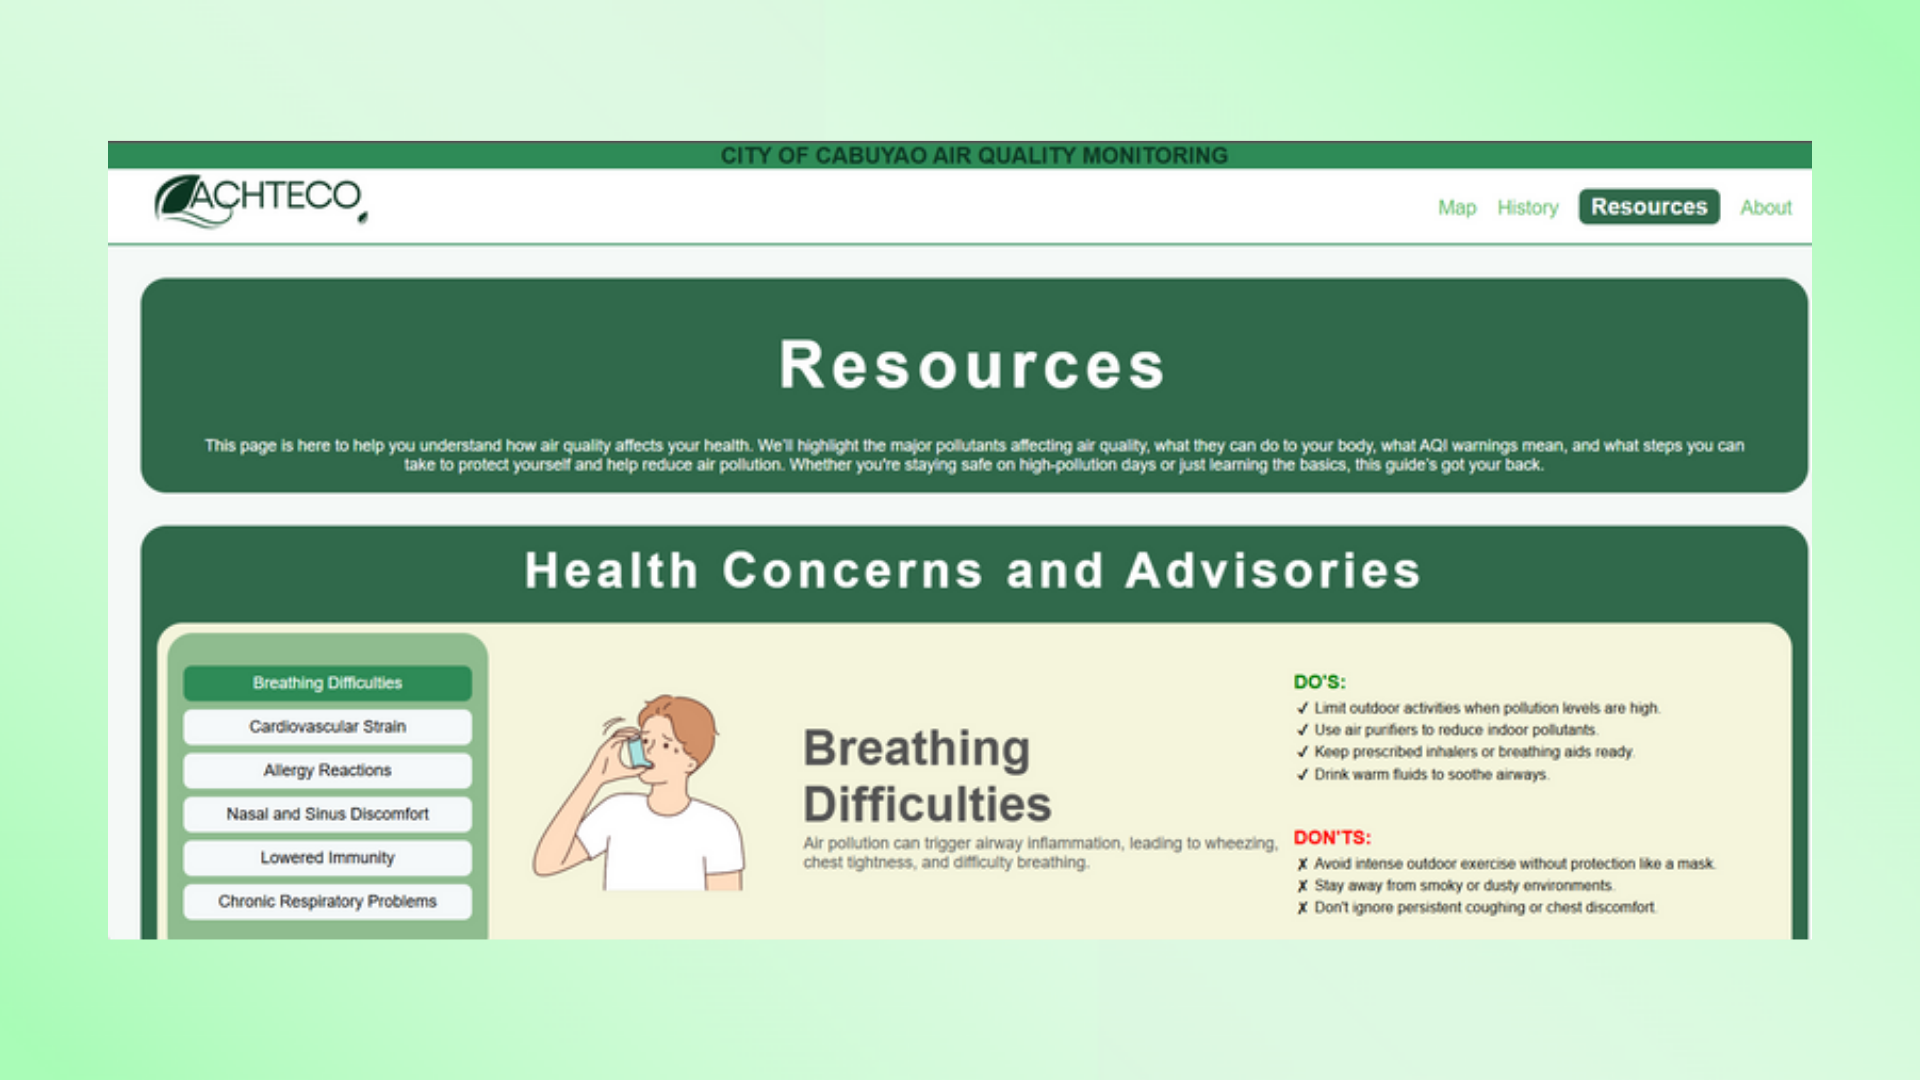 CITY OF CABUYAO AIR QUALITY MONITORING
ACHTECO
Map History Resources About
Resources
This page is here to help you understand how air quality affects your health. We'll highlight the major pollutants affecting air quality, what they can do to your body, what AQI warnings mean, and what steps you can
take to protect yourself and help reduce air pollution. Whether you're staying safe on high-pollution days or just learning the basics, this guide's got your back.
Health Concerns and Advisories
Breathing Difficulties
Cardiovascular Strain
Allergy Reactions
Nasal and Sinus Discomfort
Lowered Immunity
Chronic Respiratory Problems
Breathing
Difficulties
Air pollution can trigger airway inflammation, leading to wheezing,
chest tightness, and difficulty breathing.
DO'S:
✓ Limit outdoor activities when pollution levels are high.
✓ Use air purifiers to reduce indoor pollutants.
✓ Keep prescribed inhalers or breathing aids ready.
✓ Drink warm fluids to soothe airways.
DON'TS:
✗ Avoid intense outdoor exercise without protection like a mask.
✗ Stay away from smoky or dusty environments.
✗ Don't ignore persistent coughing or chest discomfort.